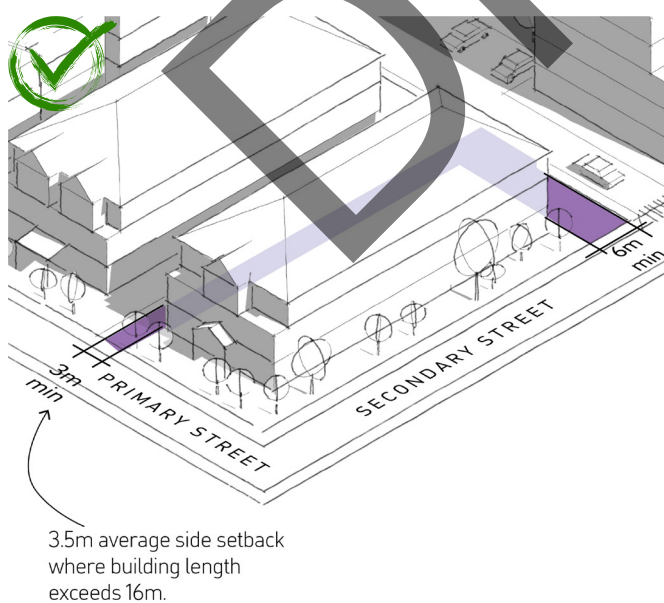 6m
min
3m
min
PRIMARY STREET
SECONDARY STREET
3.5m average side setback
where building length
exceeds 16m.